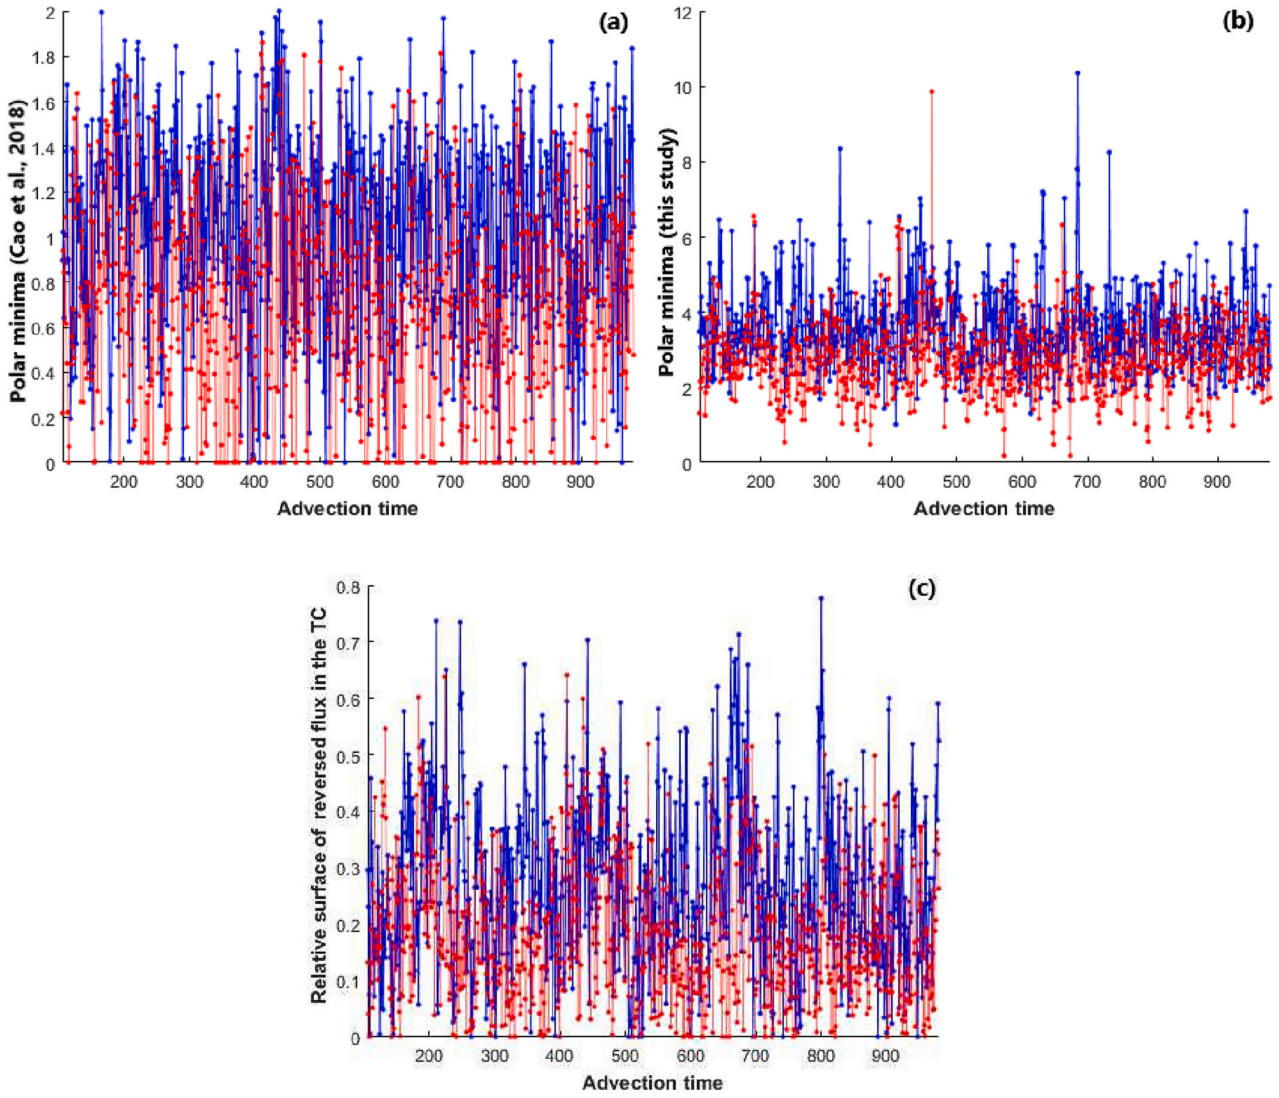 (a)
Polar minima (Cao et al., 2018)
2
1.8
1.6
1.4
1.2
1
0.8
0.6
0.4
0.2
0
200 300 400 500 600 700 800 900
Advection time
(b)
Polar minima (this study)
12
10
8
6
4
2
0
200 300 400 500 600 700 800 900
Advection time
(c)
Relative surface of reversed flux in the TC
0.8
0.7
0.6
0.5
0.4
0.3
0.2
0.1
0
200 300 400 500 600 700 800 900
Advection time